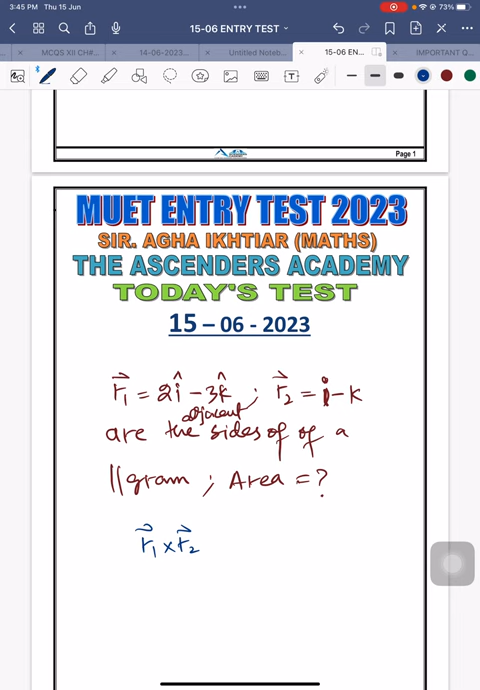 3:45 PM Thu 15 Jun
73%
15-06 ENTRY TEST
MCQS XII CH#...
14-06-2023...
Untitled Noteb...
15-06 EN...
IMPORTANT Q...
Page 1
MUET ENTRY TEST 2023
SIR. AGHA IKHTIAR (MATHS)
THE ASCENDERS ACADEMY
TODAY'S TEST
15 – 06 - 2023
r⃗₁ = 2î - 3k̂ ; r⃗₂ = i - k
adjacent
are the sides of of a
||gram ; Area = ?
r⃗₁ × r⃗₂